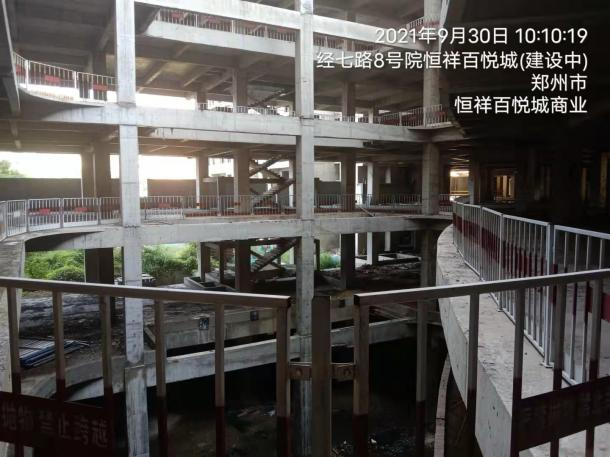 2021年9月30日 10:10:19
经七路8号院恒祥百悦城(建设中)
郑州市
恒祥百悦城商业
抛物 禁止跨越